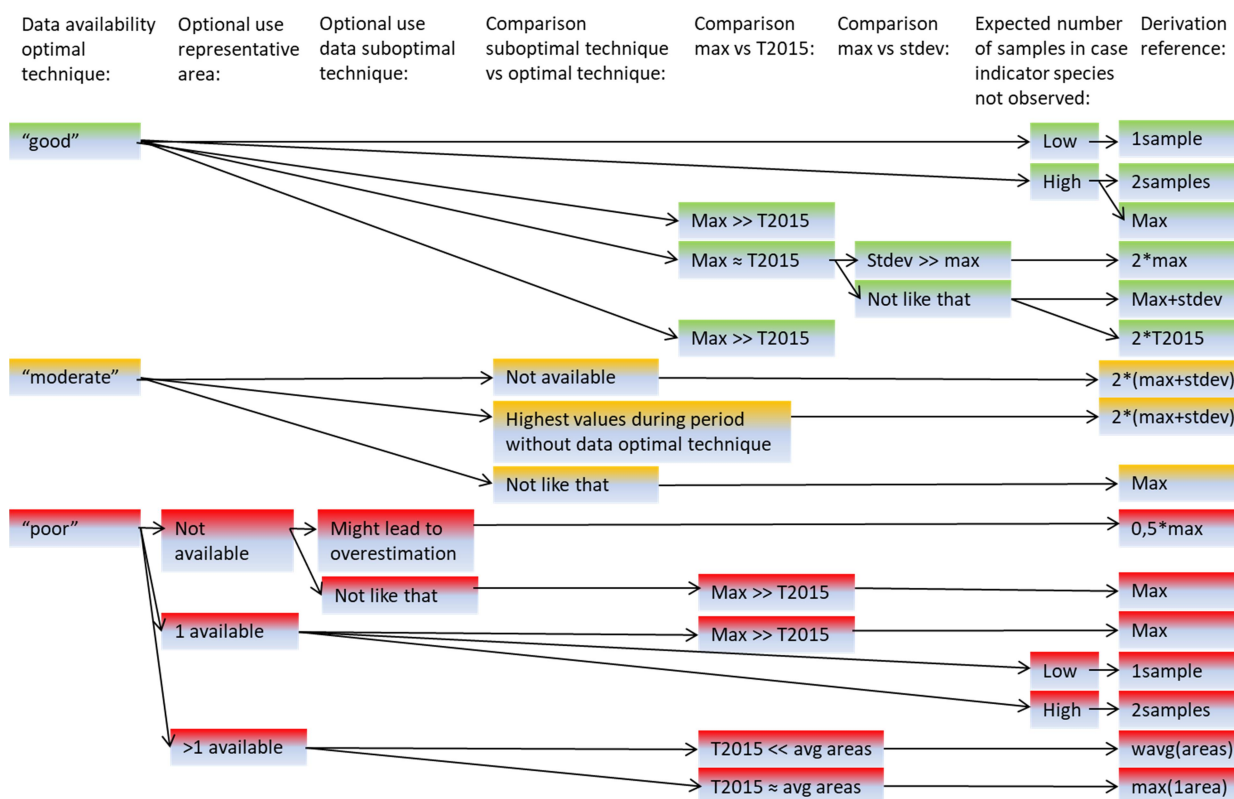 Data availability
optimal
technique:
Optional use
representative
area:
Optional use
data suboptimal
technique:
Comparison
suboptimal technique
vs optimal technique:
Comparison
max vs T2015:
Comparison
max vs stdev:
Expected number
of samples in case
indicator species
not observed:
Derivation
reference:
“good”
Low
1sample
High
2samples
Max >> T2015
Max
Max ≈ T2015
Stdev >> max
2*max
Not like that
Max+stdev
Max >> T2015
2*T2015
“moderate”
Not available
2*(max+stdev)
Highest values during period
without data optimal technique
2*(max+stdev)
Not like that
Max
“poor”
Not
available
Might lead to
overestimation
0,5*max
Not like that
Max >> T2015
Max
1 available
Max >> T2015
Max
Low
1sample
High
2samples
>1 available
T2015 << avg areas
wavg(areas)
T2015 ≈ avg areas
max(1area)